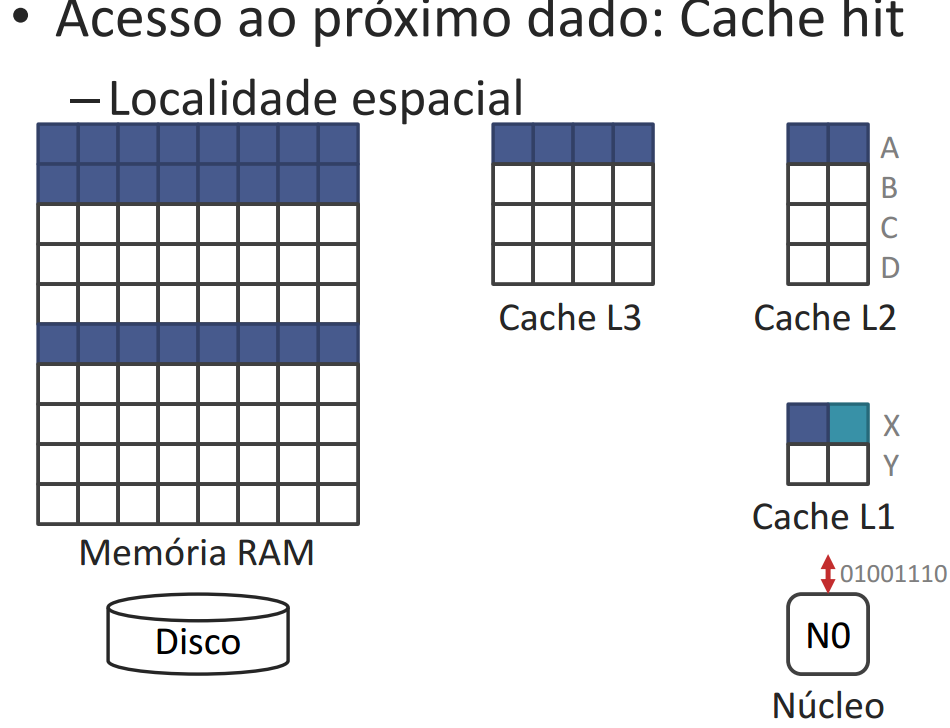 • Acesso ao próximo dado: Cache hit
– Localidade espacial
A
B
C
D
Cache L3
Cache L2
X
Y
Cache L1
Memória RAM
01001110
Disco
N0
Núcleo